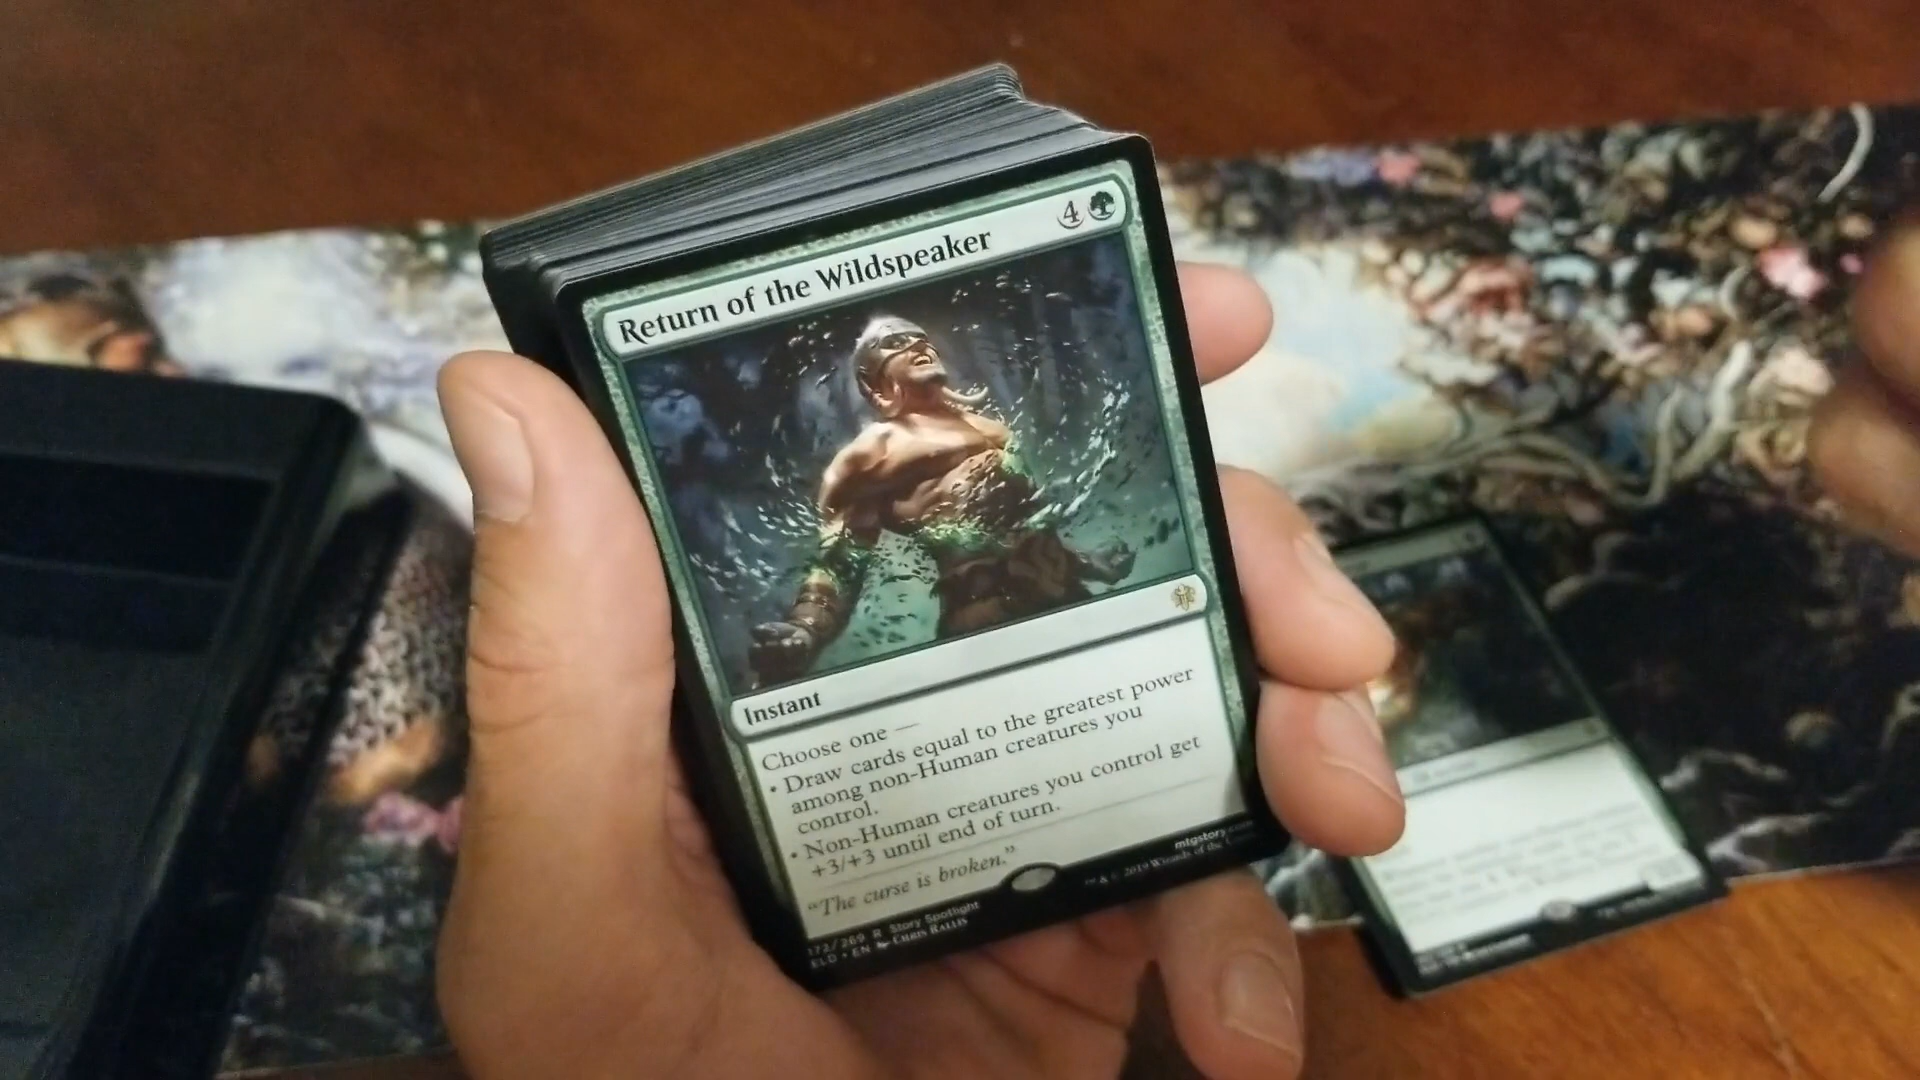 Return of the Wildspeaker
4
Instant
Choose one —
• Draw cards equal to the greatest power
among non-Human creatures you
control.
• Non-Human creatures you control get
+3/+3 until end of turn.
"The curse is broken."
172/269 R Story Spotlight
ELD • EN Chris Rallis
mtgstory.com
™ & © 2019 Wizards of the